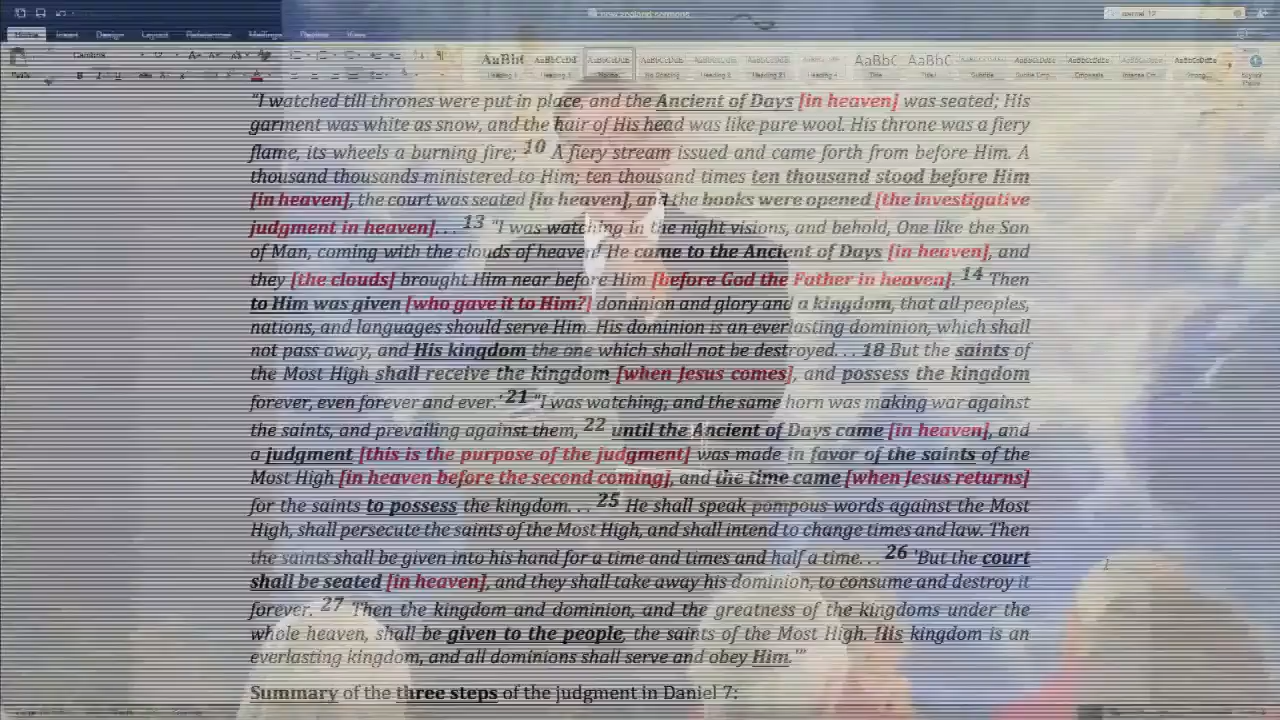 Home Insert Design Layout References Mailings Review View
"I watched till thrones were put in place, and the Ancient of Days [in heaven] was seated; His
garment was white as snow, and the hair of His head was like pure wool. His throne was a fiery
flame, its wheels a burning fire; 10 A fiery stream issued and came forth from before Him. A
thousand thousands ministered to Him; ten thousand times ten thousand stood before Him
[in heaven], the court was seated [in heaven], and the books were opened [the investigative
judgment in heaven]. . . 13 "I was watching in the night visions, and behold, One like the Son
of Man, coming with the clouds of heaven! He came to the Ancient of Days [in heaven], and
they [the clouds] brought Him near before Him [before God the Father in heaven]. 14 Then
to Him was given [who gave it to Him?] dominion and glory and a kingdom, that all peoples,
nations, and languages should serve Him. His dominion is an everlasting dominion, which shall
not pass away, and His kingdom the one which shall not be destroyed. . . 18 But the saints of
the Most High shall receive the kingdom [when Jesus comes], and possess the kingdom
forever, even forever and ever.' 21 "I was watching; and the same horn was making war against
the saints, and prevailing against them, 22 until the Ancient of Days came [in heaven], and
a judgment [this is the purpose of the judgment] was made in favor of the saints of the
Most High [in heaven before the second coming], and the time came [when Jesus returns]
for the saints to possess the kingdom. . . 25 He shall speak pompous words against the Most
High, shall persecute the saints of the Most High, and shall intend to change times and law. Then
the saints shall be given into his hand for a time and times and half a time. . . 26 'But the court
shall be seated [in heaven], and they shall take away his dominion, to consume and destroy it
forever. 27 Then the kingdom and dominion, and the greatness of the kingdoms under the
whole heaven, shall be given to the people, the saints of the Most High. His kingdom is an
everlasting kingdom, and all dominions shall serve and obey Him.'"
Summary of the three steps of the judgment in Daniel 7: